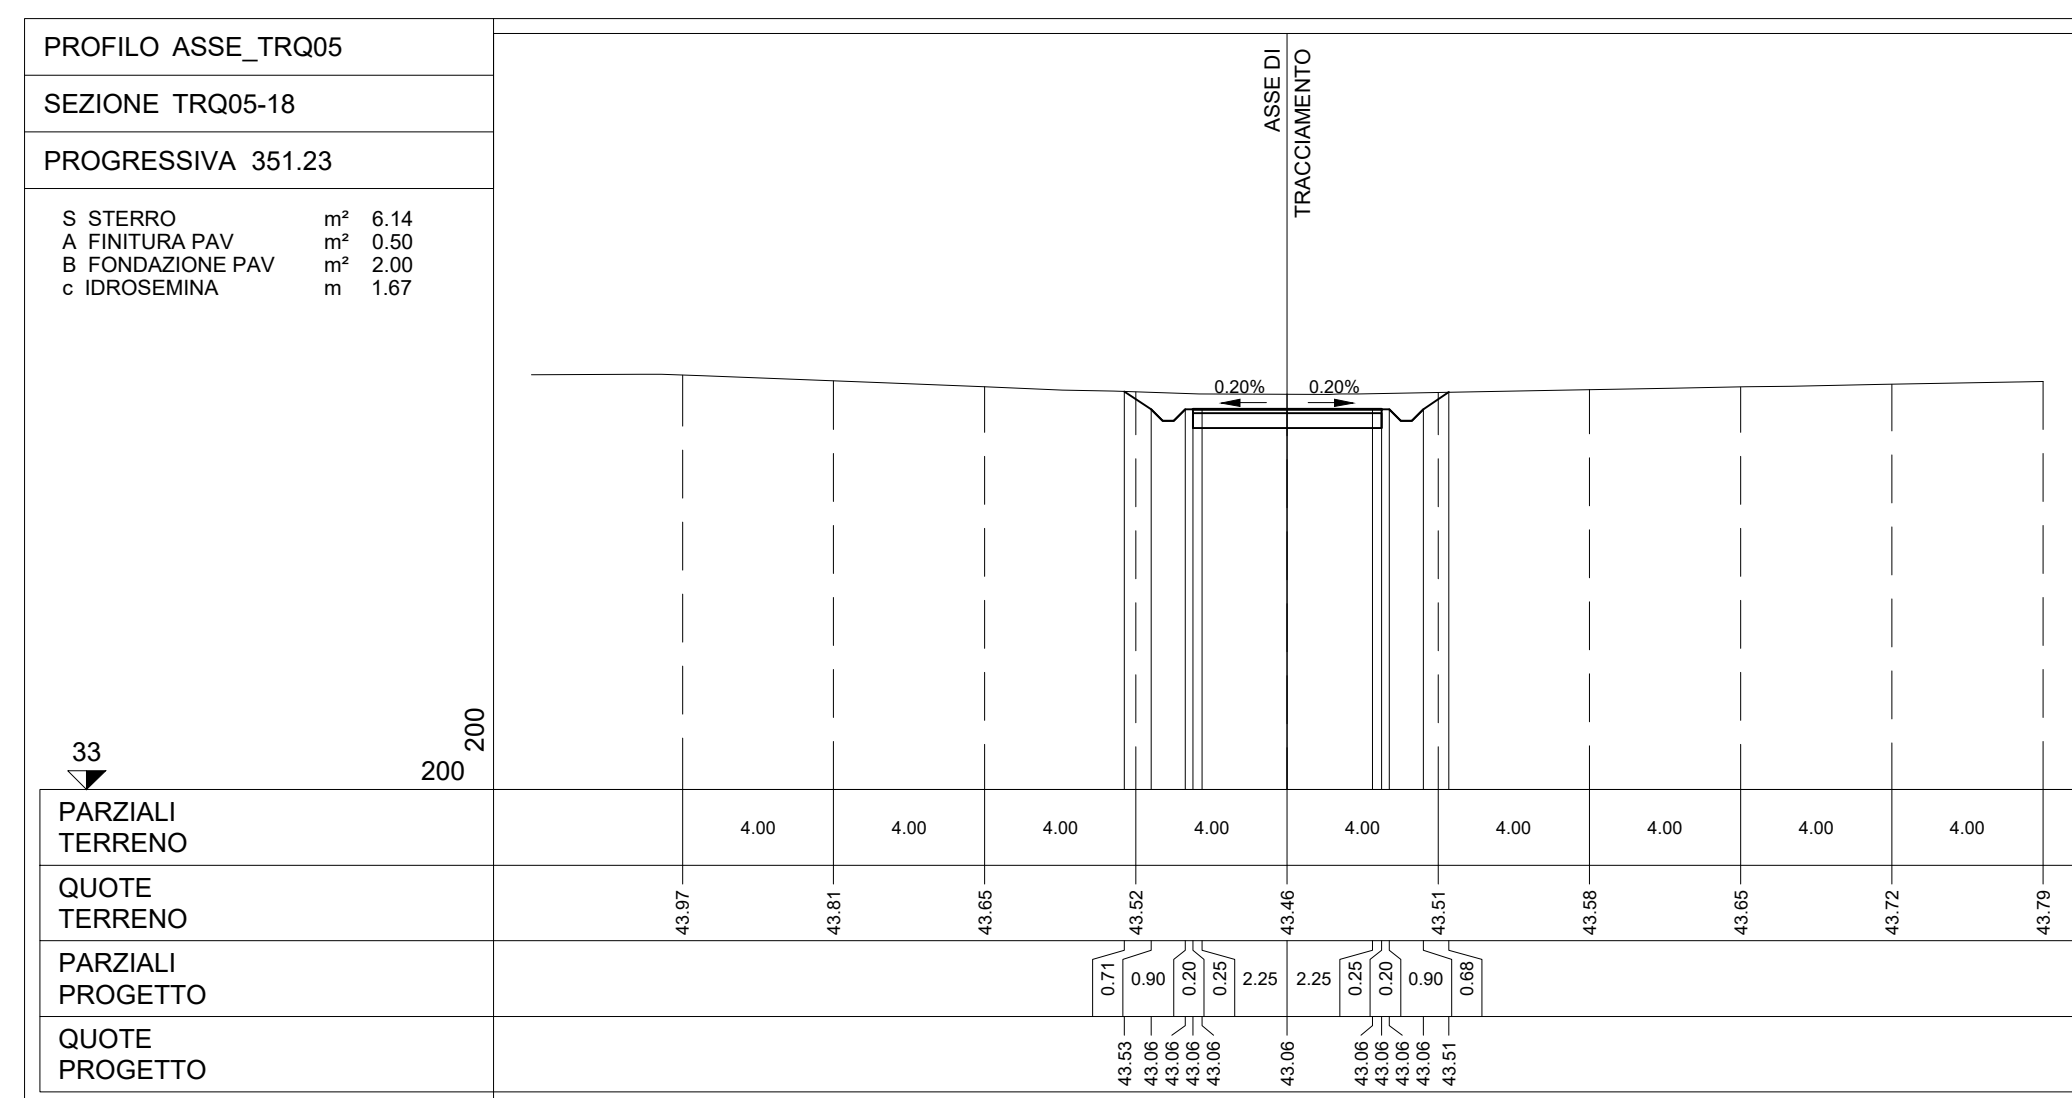 PROFILO ASSE_TRQ05
SEZIONE TRQ05-18
PROGRESSIVA 351.23
S STERRO m² 6.14
A FINITURA PAV m² 0.50
B FONDAZIONE PAV m² 2.00
c IDROSEMINA m 1.67
ASSE DI
TRACCIAMENTO
0.20% 0.20%
33
200
200
PARZIALI
TERRENO
4.00 4.00 4.00 4.00 4.00 4.00 4.00 4.00 4.00
QUOTE
TERRENO
43.97 43.81 43.65 43.52 43.46 43.51 43.58 43.65 43.72 43.79
PARZIALI
PROGETTO
0.71 0.90 0.20 0.25 2.25 2.25 0.25 0.20 0.90 0.68
QUOTE
PROGETTO
43.53 43.06 43.06 43.06 43.06 43.06 43.06 43.06 43.06 43.06 43.51